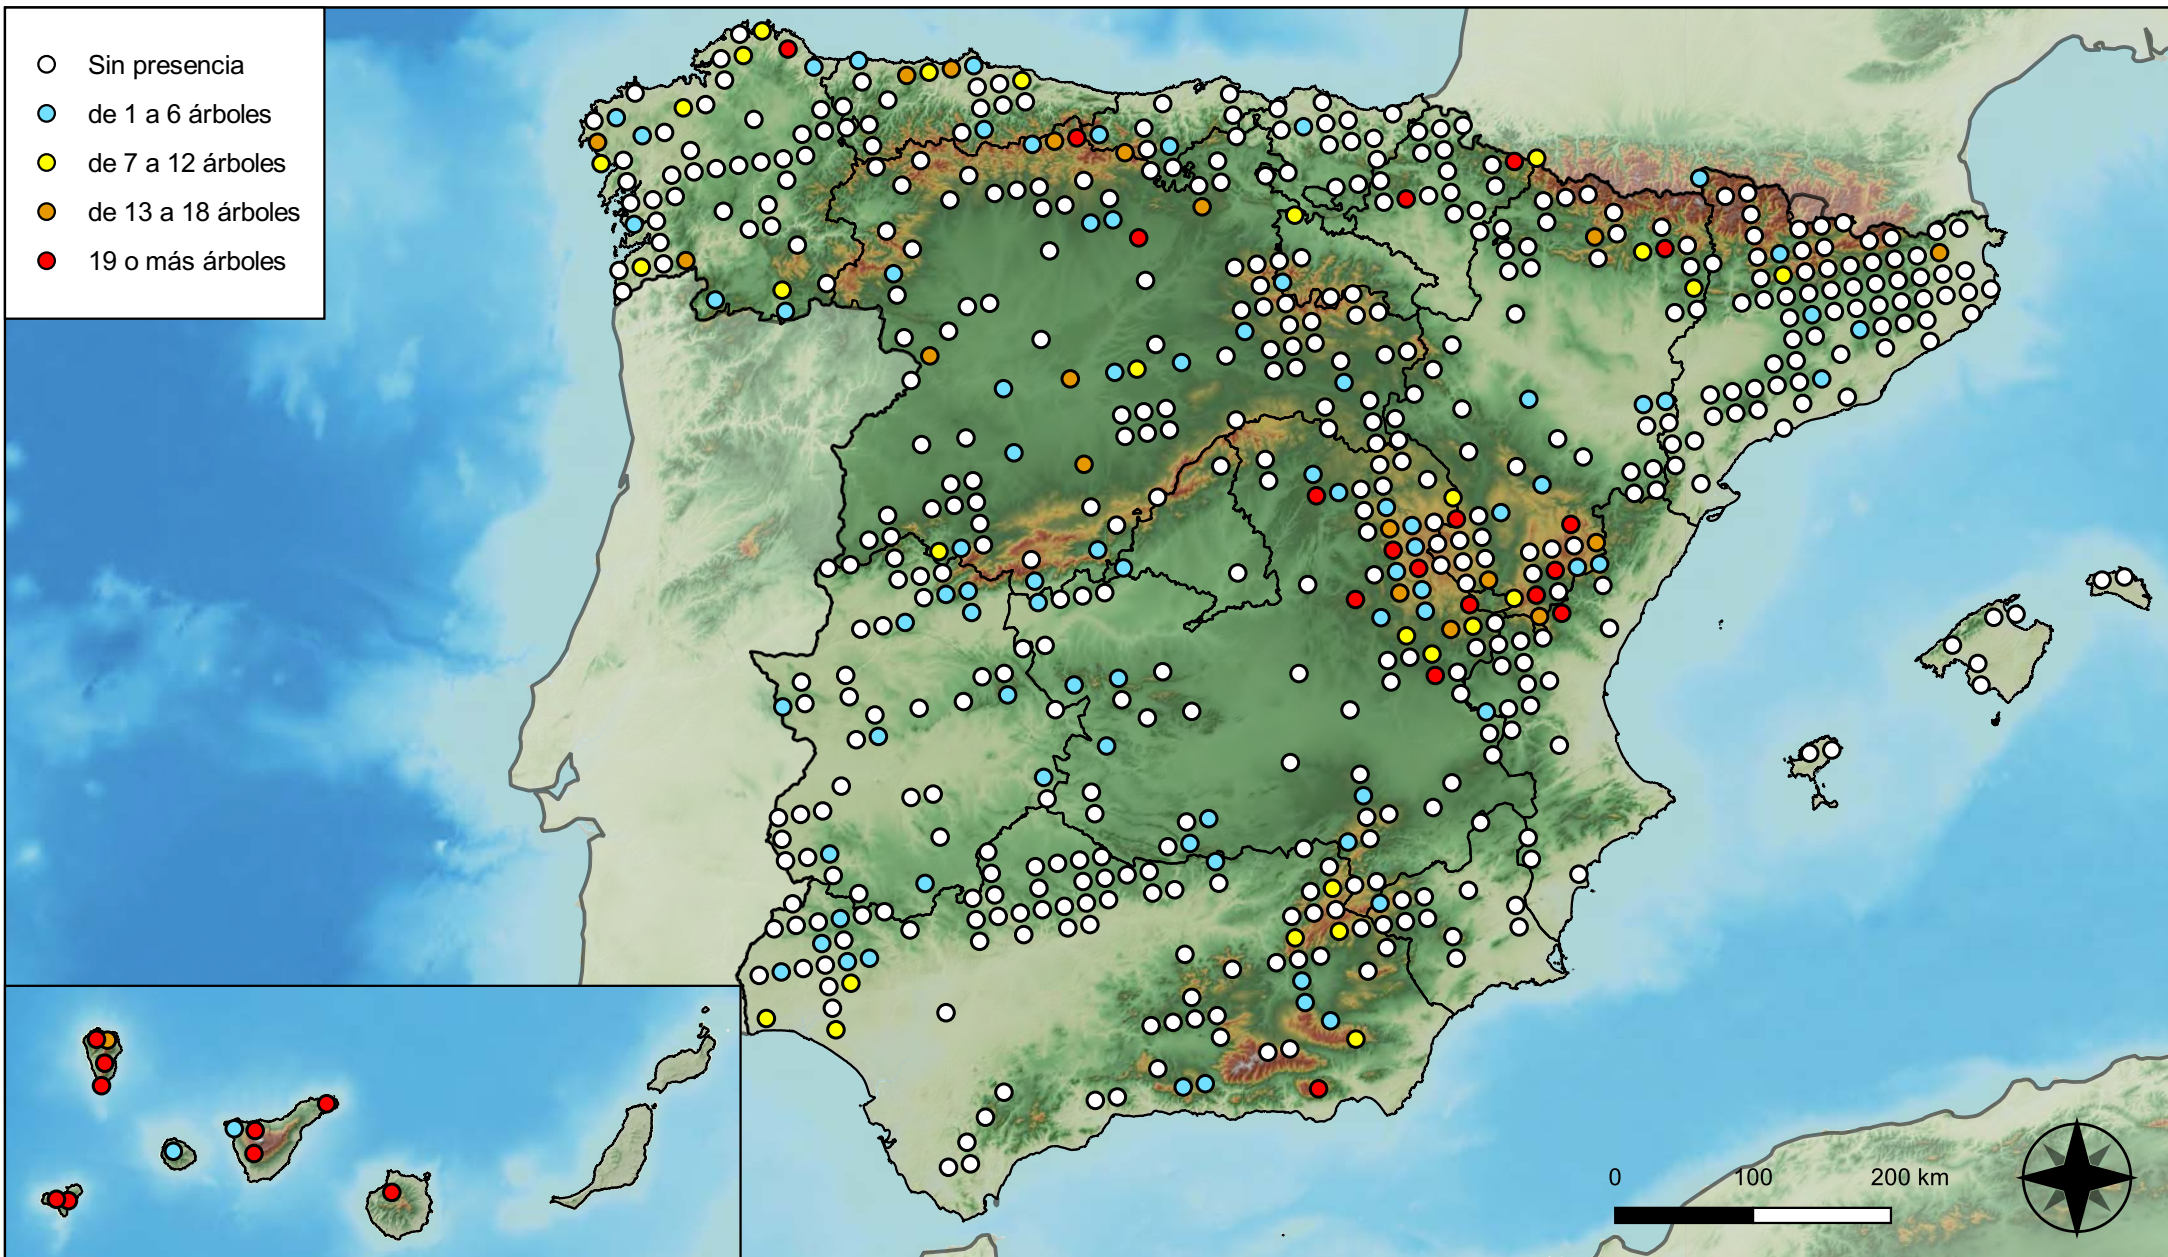 Sin presencia
de 1 a 6 árboles
de 7 a 12 árboles
de 13 a 18 árboles
19 o más árboles
0 100 200 km